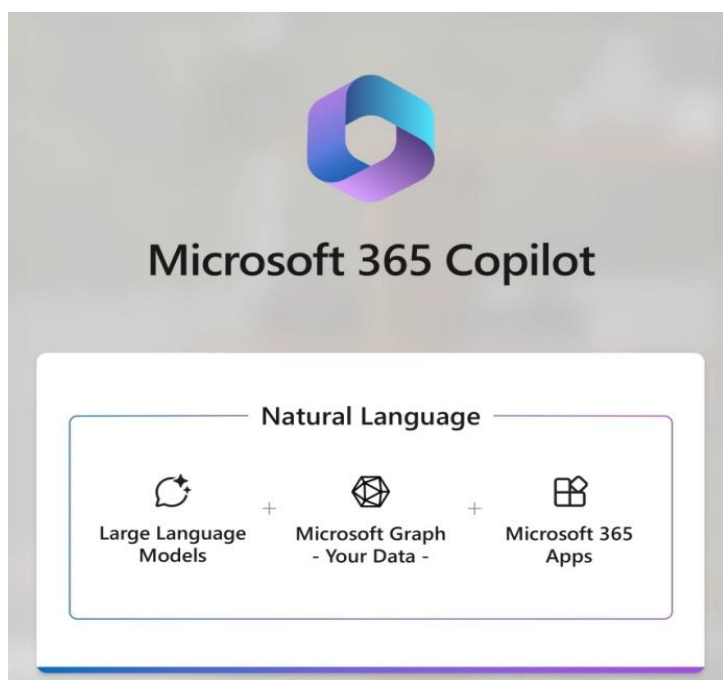 Microsoft 365 Copilot
Natural Language
Large Language
Models
+
Microsoft Graph
- Your Data -
+
Microsoft 365
Apps